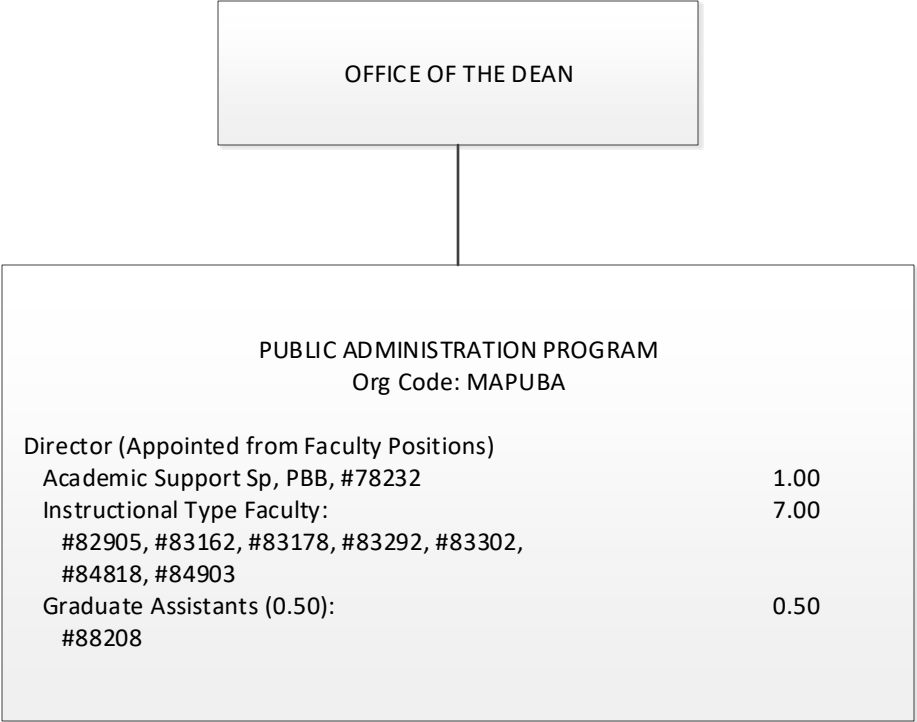 OFFICE OF THE DEAN
PUBLIC ADMINISTRATION PROGRAM
Org Code: MAPUBA
Director (Appointed from Faculty Positions)
Academic Support Sp, PBB, #78232 1.00
Instructional Type Faculty: 7.00
#82905, #83162, #83178, #83292, #83302,
#84818, #84903
Graduate Assistants (0.50): 0.50
#88208